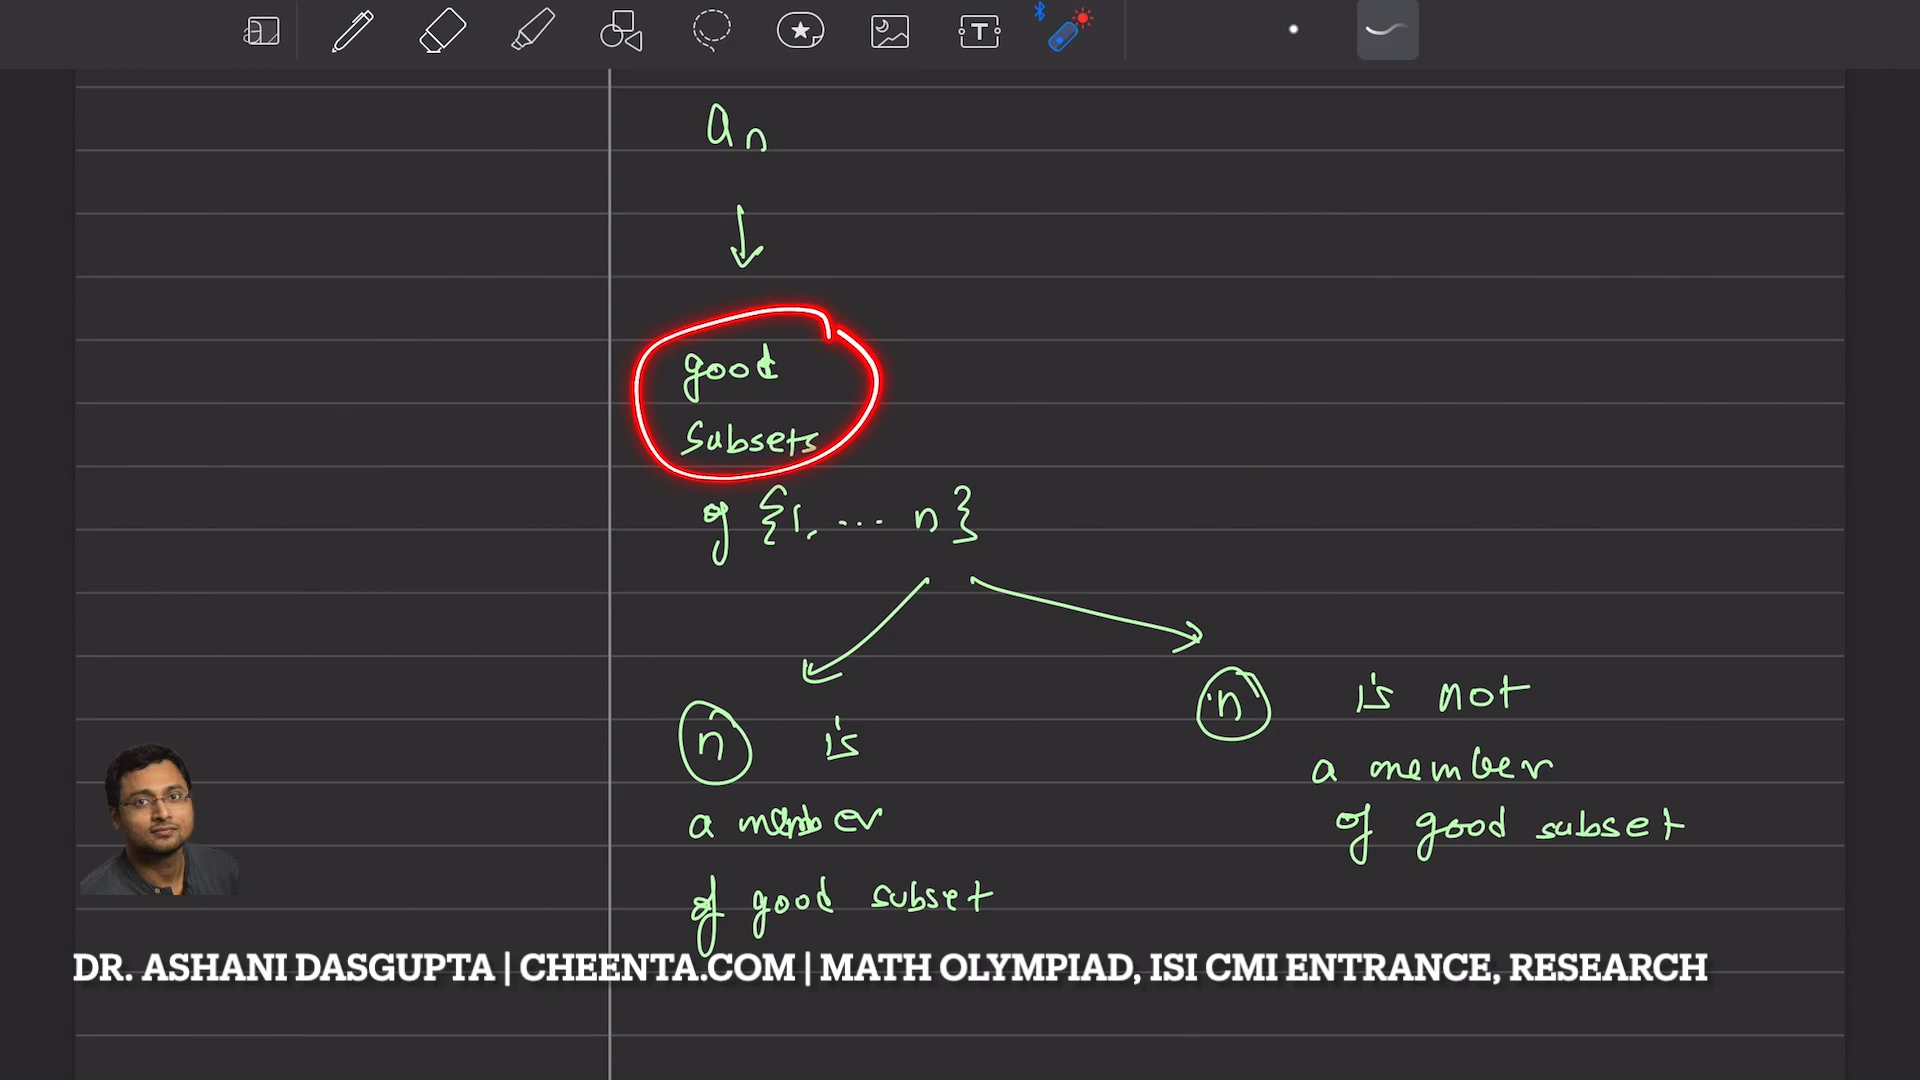 T
an
good
Subsets
of {1, ... n}
n is
a member
of good subset
n is not
a member
of good subset
DR. ASHANI DASGUPTA | CHEENTA.COM | MATH OLYMPIAD, ISI CMI ENTRANCE, RESEARCH